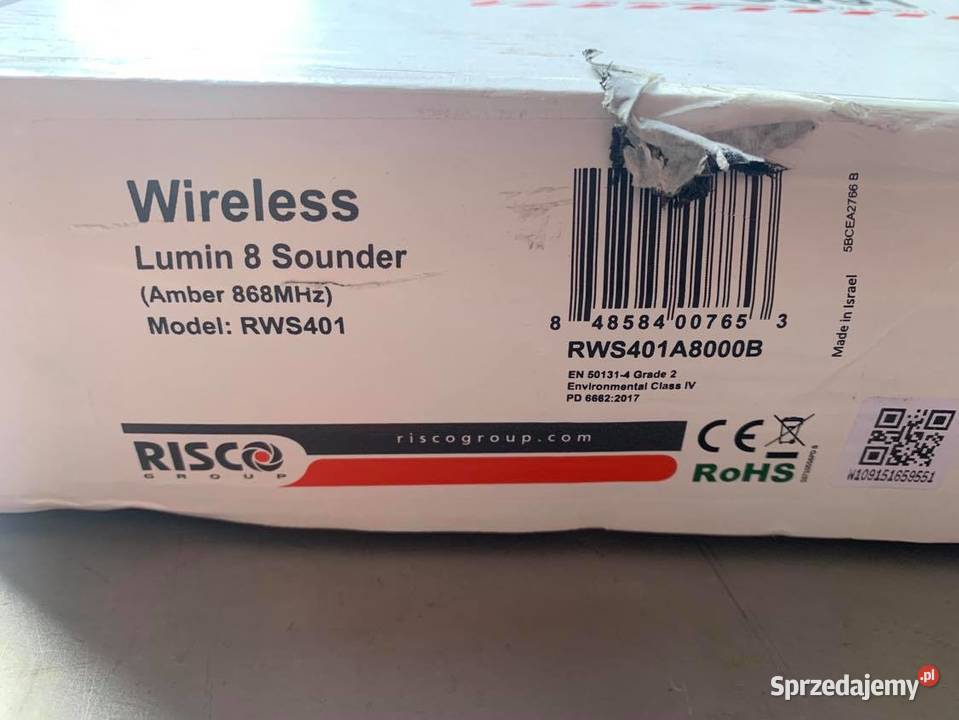 Wireless
Lumin 8 Sounder
(Amber 868MHz)
Model: RWS401
8 48584 00765 3
RWS401A8000B
EN 50131-4 Grade 2
Environmental Class IV
PD 6662:2017
Made in Israel 5BCEA2766 B
RISCO
GROUP
riscogroup.com
CE
RoHS
W109151659551
Sprzedajemy.pl